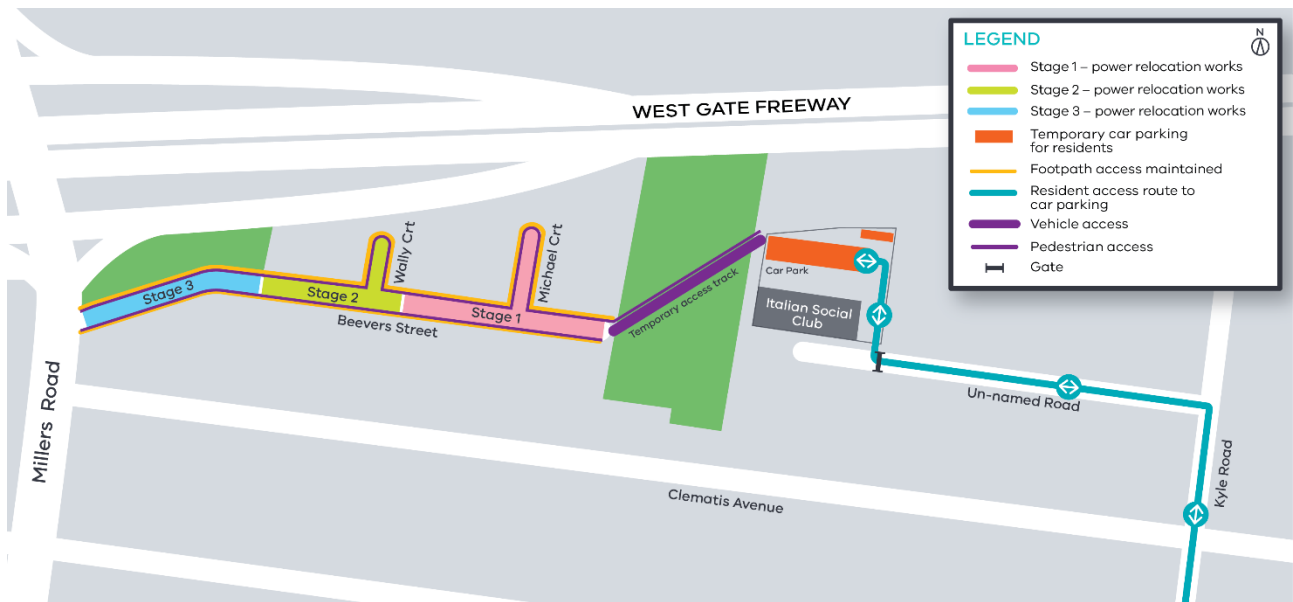 WEST GATE FREEWAY
LEGEND
N
Stage 1 – power relocation works
Stage 2 – power relocation works
Stage 3 – power relocation works
Temporary car parking
for residents
Footpath access maintained
Resident access route to
car parking
Vehicle access
Pedestrian access
Gate
Wally Crt
Michael Crt
Stage 3
Stage 2
Stage 1
Beevers Street
Temporary access track
Car Park
Italian Social
Club
Un-named Road
Millers Road
Clematis Avenue
Kyle Road